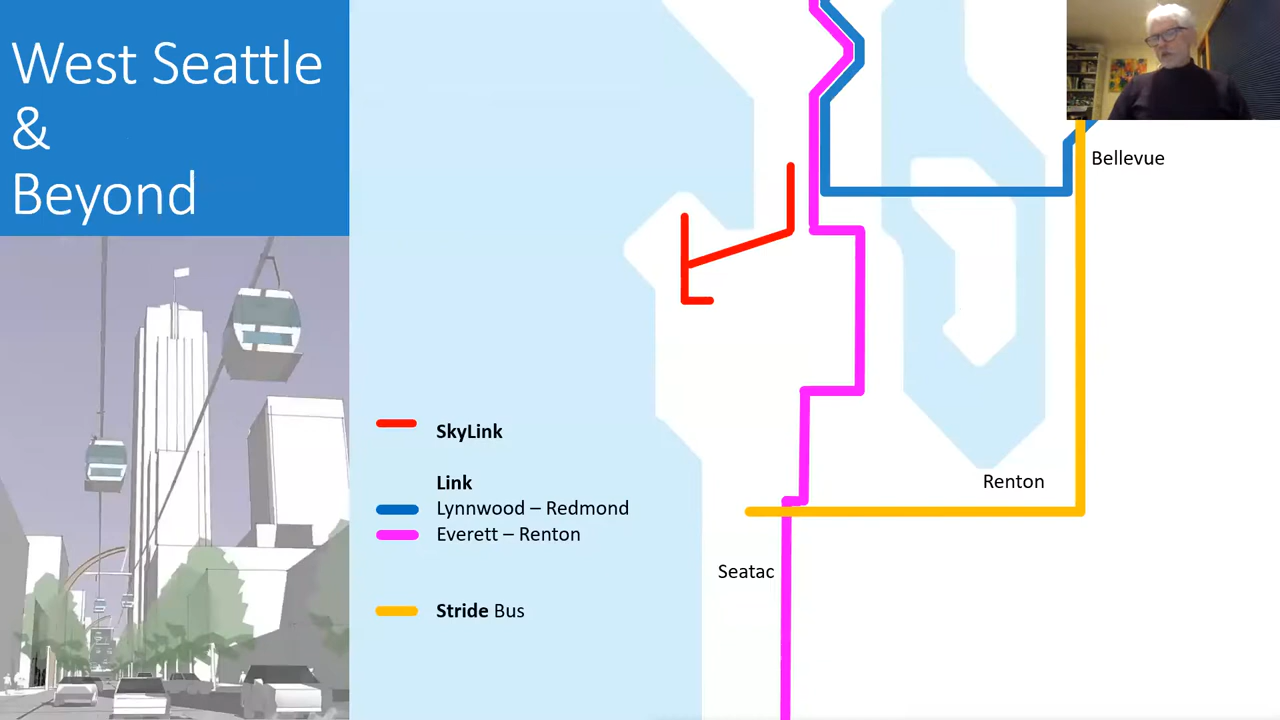 West Seattle
&
Beyond
Bellevue
SkyLink
Link
Lynnwood – Redmond
Everett – Renton
Renton
Seatac
Stride Bus